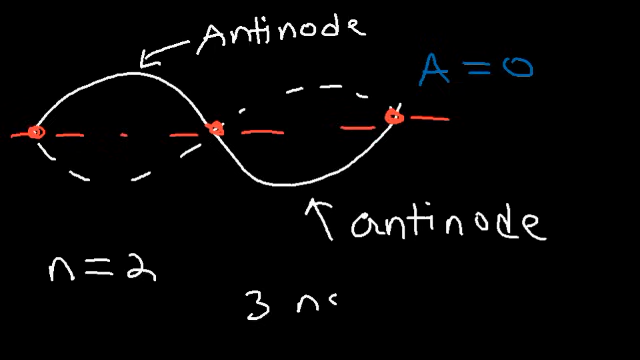 Antinode
A = 0
antinode
n = 2
3